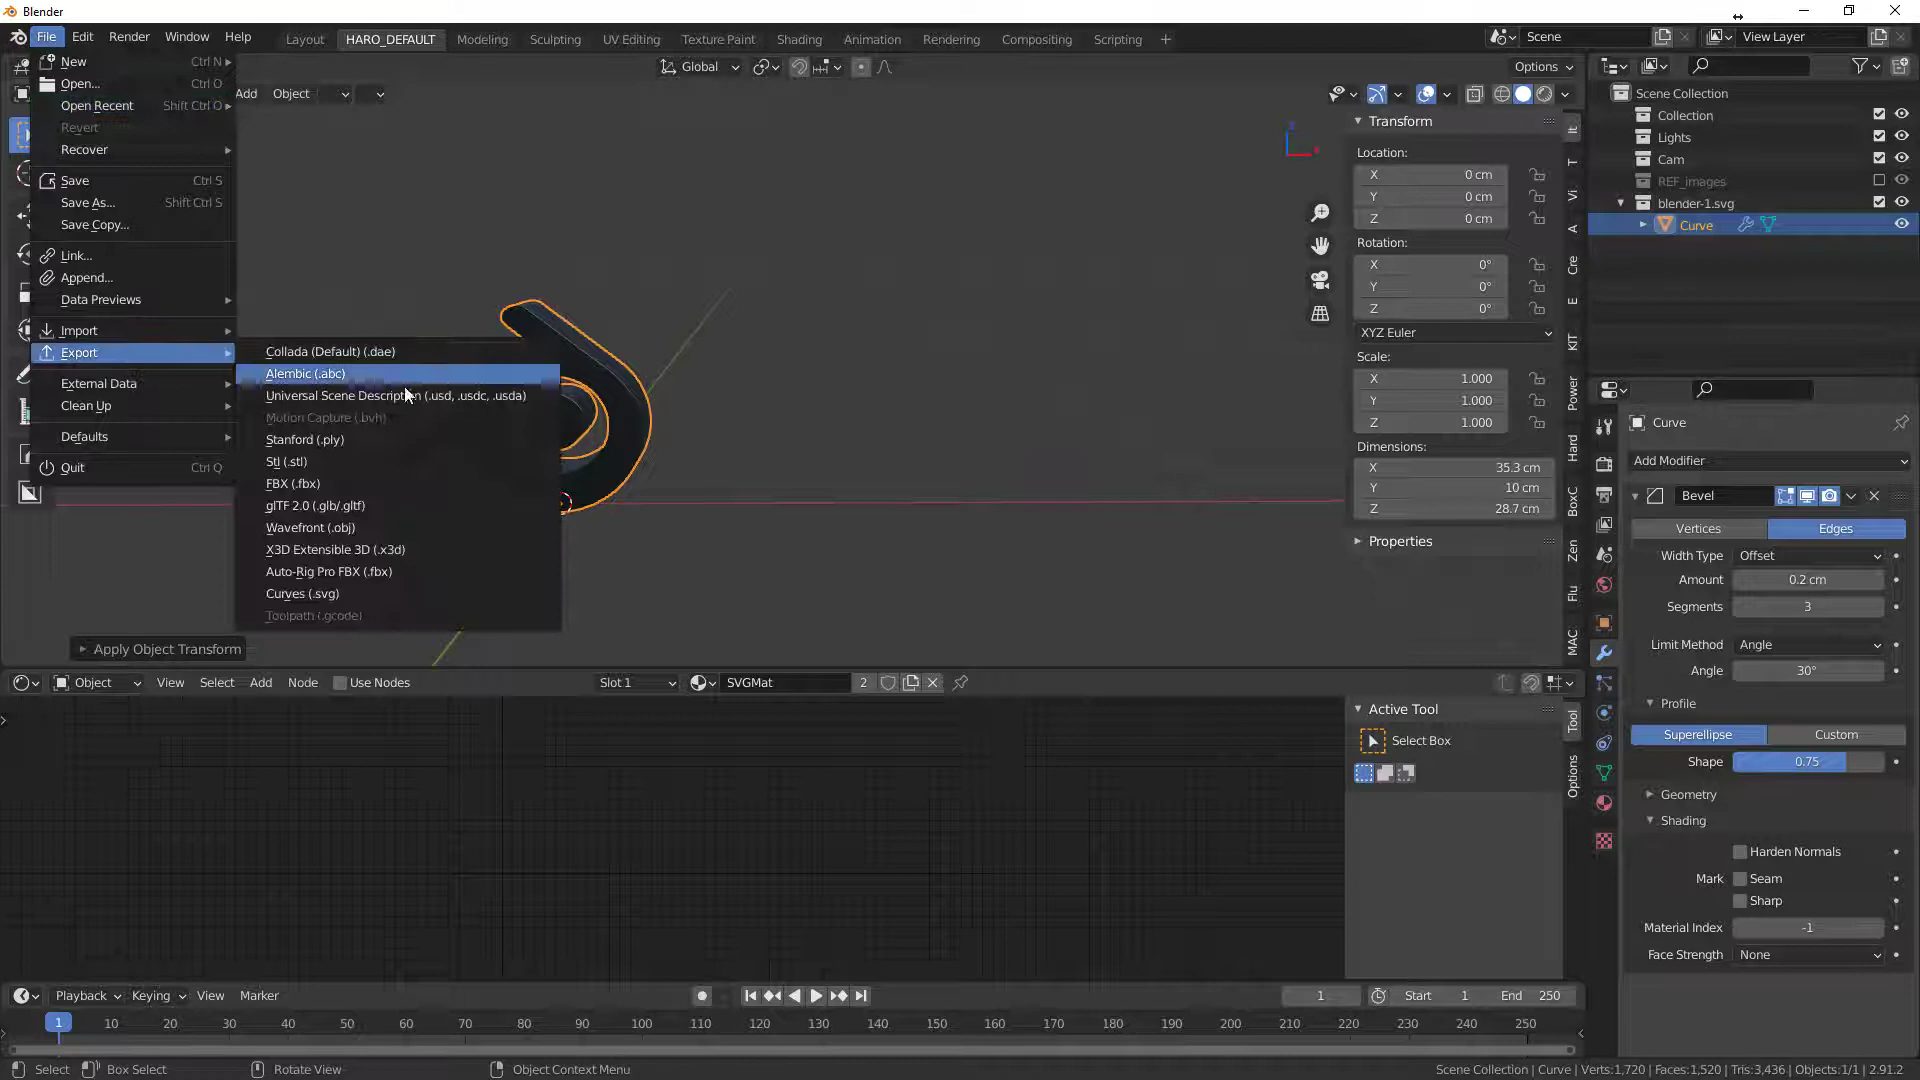 Blender
File Edit Render Window Help
Layout HARO_DEFAULT Modeling Sculpting UV Editing Texture Paint Shading Animation Rendering Compositing Scripting +
Scene
View Layer
New Ctrl N
Open... Ctrl O
Open Recent Shift Ctrl O
Revert
Recover
Save Ctrl S
Save As... Shift Ctrl S
Save Copy...
Link...
Append...
Data Previews
Import
Export
External Data
Clean Up
Defaults
Quit Ctrl Q
Collada (Default) (.dae)
Alembic (.abc)
Universal Scene Description (.usd, .usdc, .usda)
Motion Capture (.bvh)
Stanford (.ply)
Stl (.stl)
FBX (.fbx)
glTF 2.0 (.glb/.gltf)
Wavefront (.obj)
X3D Extensible 3D (.x3d)
Auto-Rig Pro FBX (.fbx)
Curves (.svg)
Toolpath (.gcode)
Add Object
Global
Options
Apply Object Transform
Transform
Location:
X 0 cm
Y 0 cm
Z 0 cm
Rotation:
X 0°
Y 0°
Z 0°
XYZ Euler
Scale:
X 1.000
Y 1.000
Z 1.000
Dimensions:
X 35.3 cm
Y 10 cm
Z 28.7 cm
Properties
It
T
Vi
A
Cre
E
KIT
Power
Hard
BoxC
Zen
Flu
MAC
Scene Collection
Collection
Lights
Cam
REF_images
blender-1.svg
Curve
Curve
Add Modifier
Bevel
Vertices Edges
Width Type Offset
Amount 0.2 cm
Segments 3
Limit Method Angle
Angle 30°
Profile
Superellipse Custom
Shape 0.75
Geometry
Shading
Harden Normals
Mark Seam
Sharp
Material Index -1
Face Strength None
Object View Select Add Node Use Nodes Slot 1 SVGMat 2
Active Tool
Select Box
Tool
Options
Playback Keying View Marker 1 Start 1 End 250
1 10 20 30 40 50 60 70 80 90 100 110 120 130 140 150 160 170 180 190 200 210 220 230 240 250
Select Box Select Rotate View Object Context Menu
Scene Collection | Curve | Verts:1,720 | Faces:1,520 | Tris:3,436 | Objects:1/1 | 2.91.2